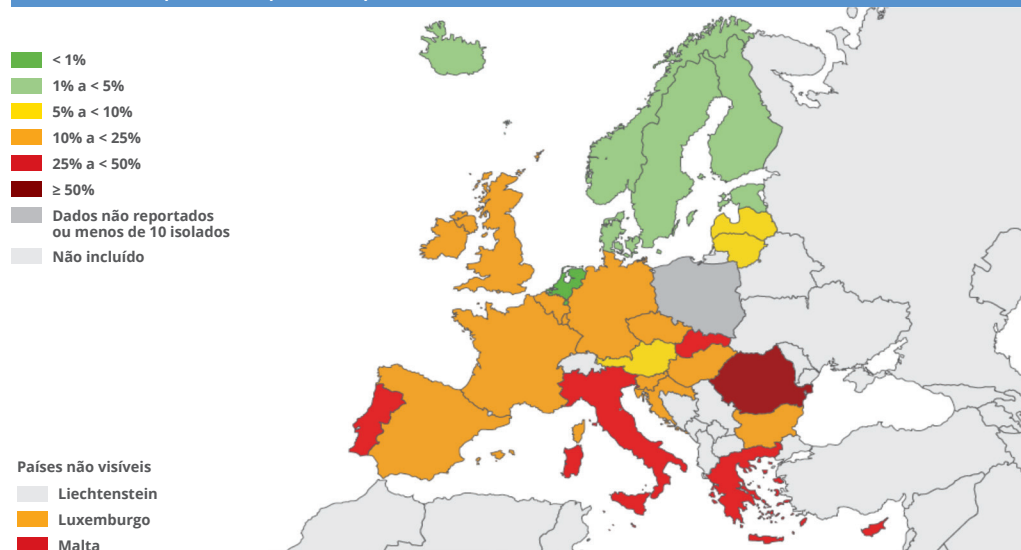 < 1%
1% a < 5%
5% a < 10%
10% a < 25%
25% a < 50%
≥ 50%
Dados não reportados
ou menos de 10 isolados
Não incluído
Países não visíveis
Liechtenstein
Luxemburgo
Malta